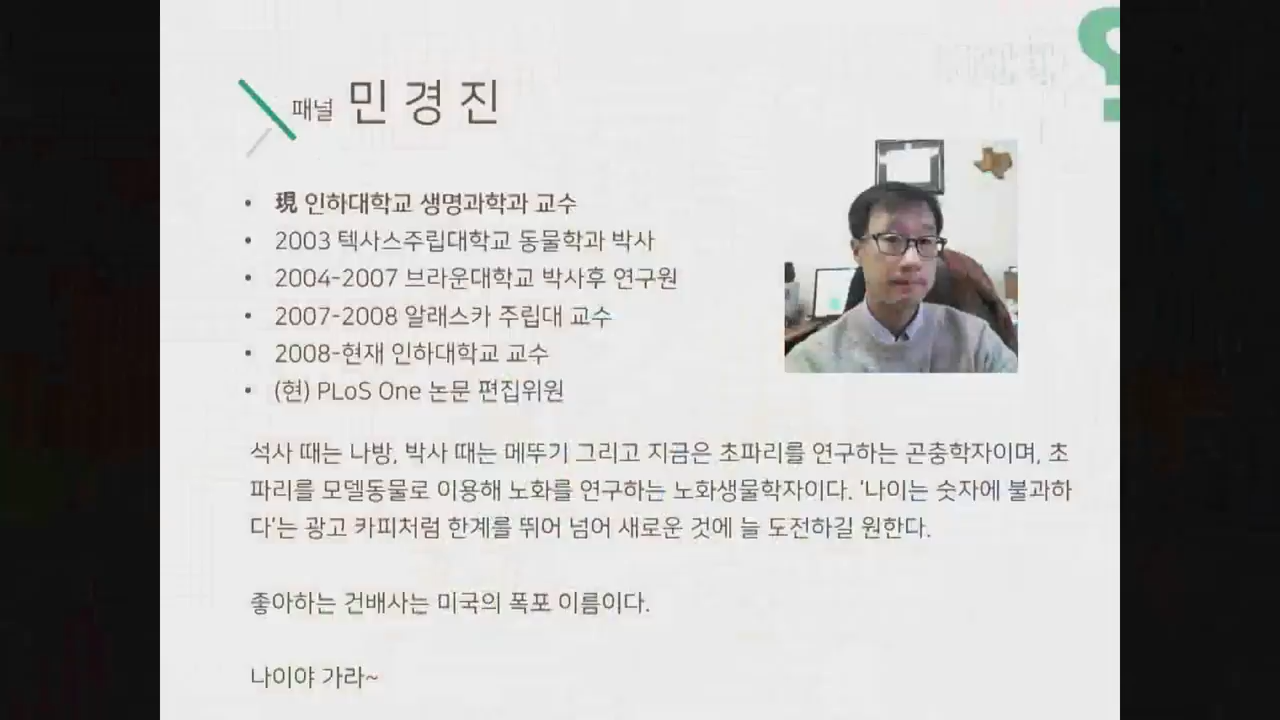 패널 민경진
• 現 인하대학교 생명과학과 교수
• 2003 텍사스주립대학교 동물학과 박사
• 2004-2007 브라운대학교 박사후 연구원
• 2007-2008 알래스카 주립대 교수
• 2008-현재 인하대학교 교수
• (현) PLoS One 논문 편집위원
석사 때는 나방, 박사 때는 메뚜기 그리고 지금은 초파리를 연구하는 곤충학자이며, 초
파리를 모델동물로 이용해 노화를 연구하는 노화생물학자이다. '나이는 숫자에 불과하
다'는 광고 카피처럼 한계를 뛰어 넘어 새로운 것에 늘 도전하길 원한다.
좋아하는 건배사는 미국의 폭포 이름이다.
나이야 가라~